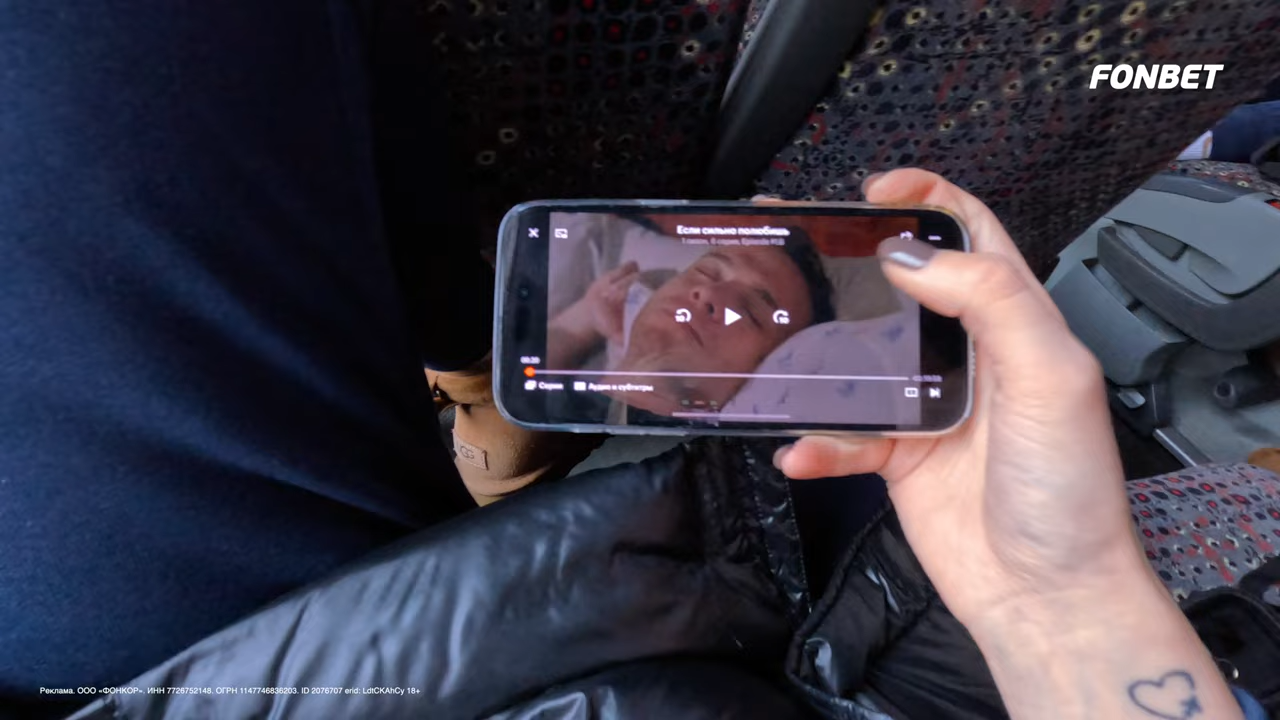 FONBET
Если сильно полюбишь
Серии
Аудио и субтитры
Реклама. ООО «ФОНКОР». ИНН 7726752148. ОГРН 1147746836203. ID 2076707 erid: LdtCKAhCy 18+